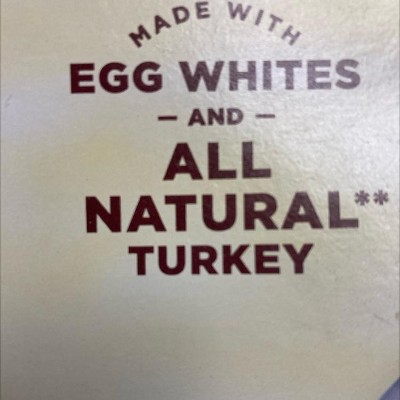 MADE WITH
EGG WHITES
— AND —
ALL
NATURAL**
TURKEY